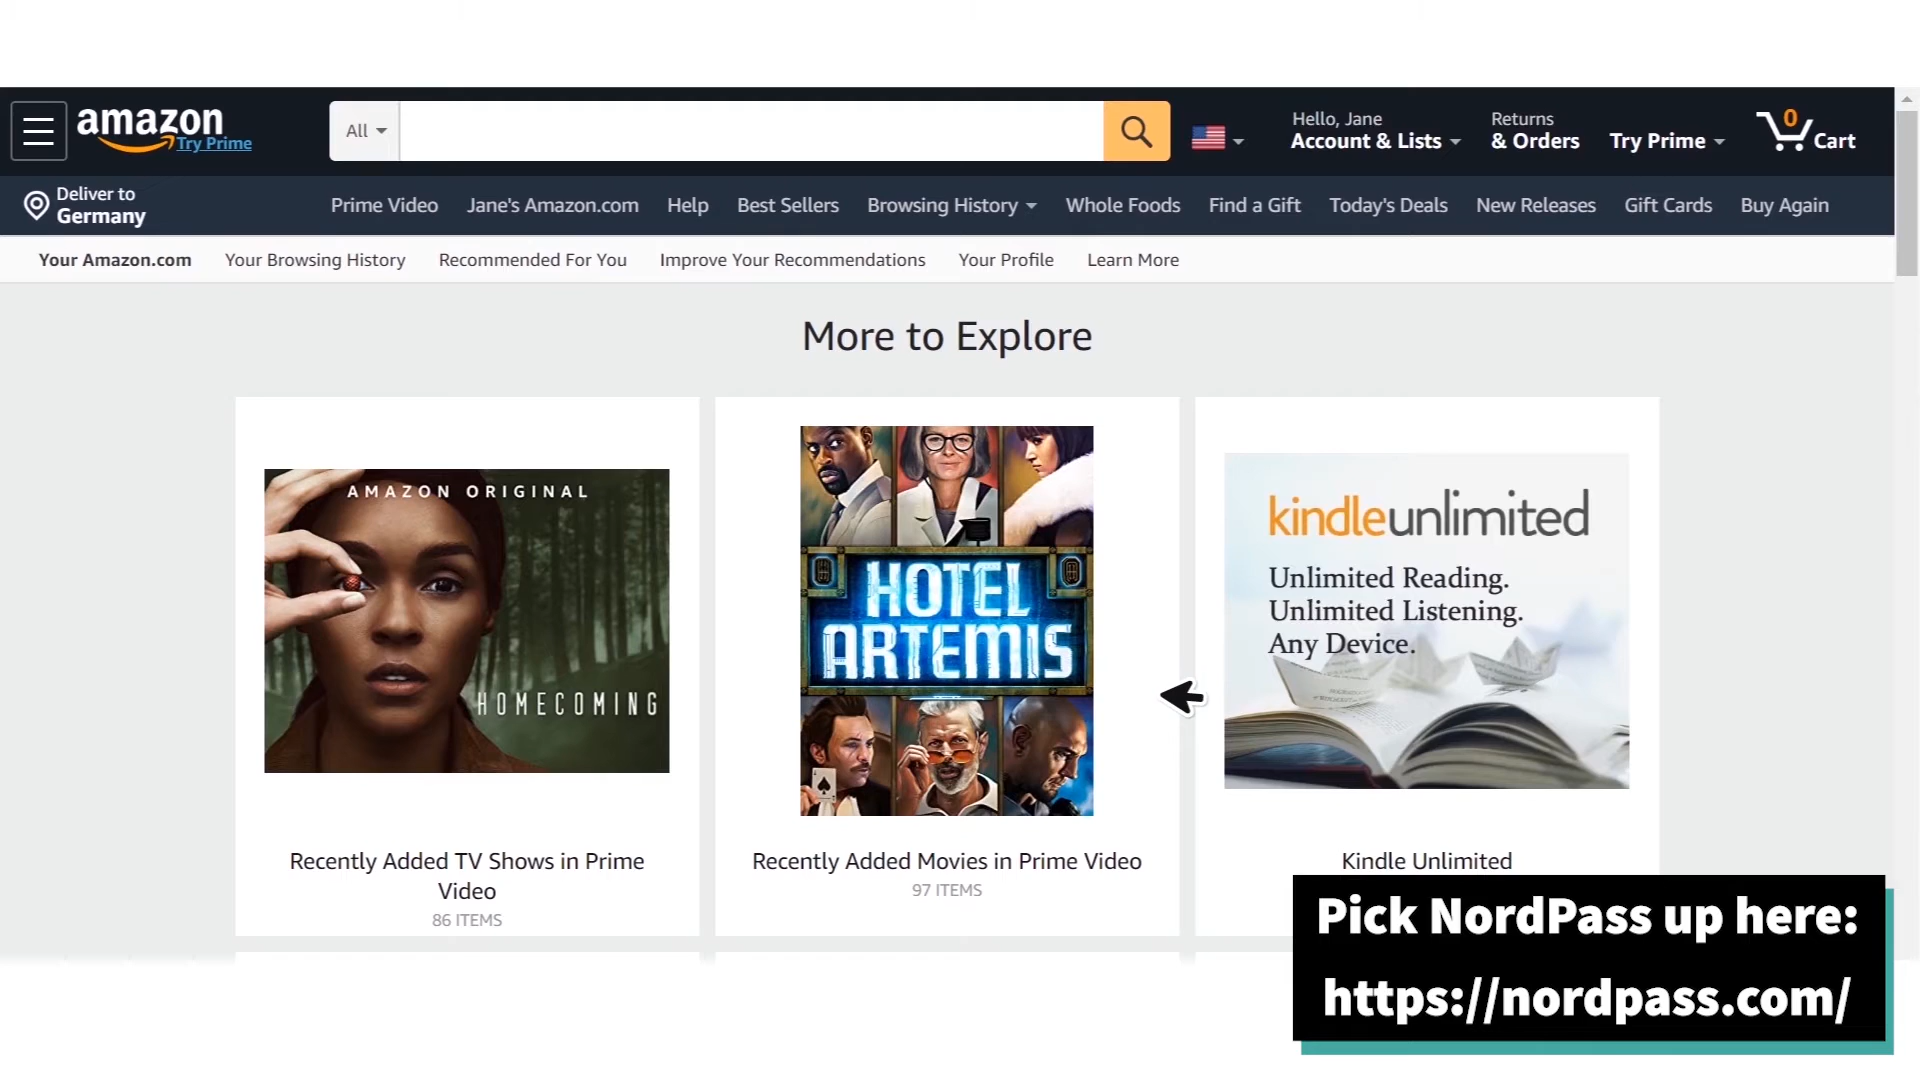 amazon
Try Prime
All
Hello, Jane
Account & Lists
Returns
& Orders
Try Prime
0
Cart
Deliver to
Germany
Prime Video
Jane's Amazon.com
Help
Best Sellers
Browsing History
Whole Foods
Find a Gift
Today's Deals
New Releases
Gift Cards
Buy Again
Your Amazon.com
Your Browsing History
Recommended For You
Improve Your Recommendations
Your Profile
Learn More
More to Explore
AMAZON ORIGINAL
HOMECOMING
Recently Added TV Shows in Prime
Video
86 ITEMS
HOTEL
ARTEMIS
Recently Added Movies in Prime Video
97 ITEMS
kindleunlimited
Unlimited Reading.
Unlimited Listening.
Any Device.
Kindle Unlimited
Pick NordPass up here:
https://nordpass.com/